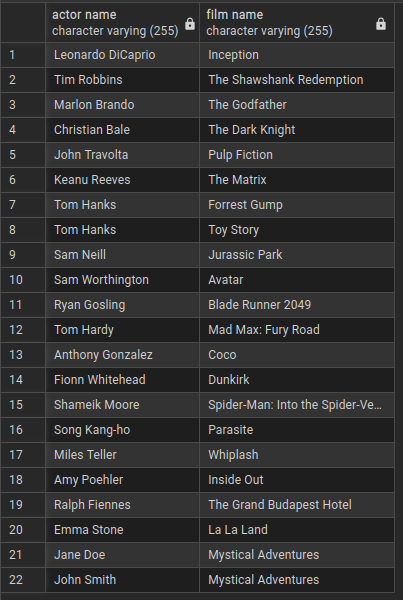 actor name film name
character varying (255) character varying (255)
1 Leonardo DiCaprio Inception
2 Tim Robbins The Shawshank Redemption
3 Marlon Brando The Godfather
4 Christian Bale The Dark Knight
5 John Travolta Pulp Fiction
6 Keanu Reeves The Matrix
7 Tom Hanks Forrest Gump
8 Tom Hanks Toy Story
9 Sam Neill Jurassic Park
10 Sam Worthington Avatar
11 Ryan Gosling Blade Runner 2049
12 Tom Hardy Mad Max: Fury Road
13 Anthony Gonzalez Coco
14 Fionn Whitehead Dunkirk
15 Shameik Moore Spider-Man: Into the Spider-Ve...
16 Song Kang-ho Parasite
17 Miles Teller Whiplash
18 Amy Poehler Inside Out
19 Ralph Fiennes The Grand Budapest Hotel
20 Emma Stone La La Land
21 Jane Doe Mystical Adventures
22 John Smith Mystical Adventures